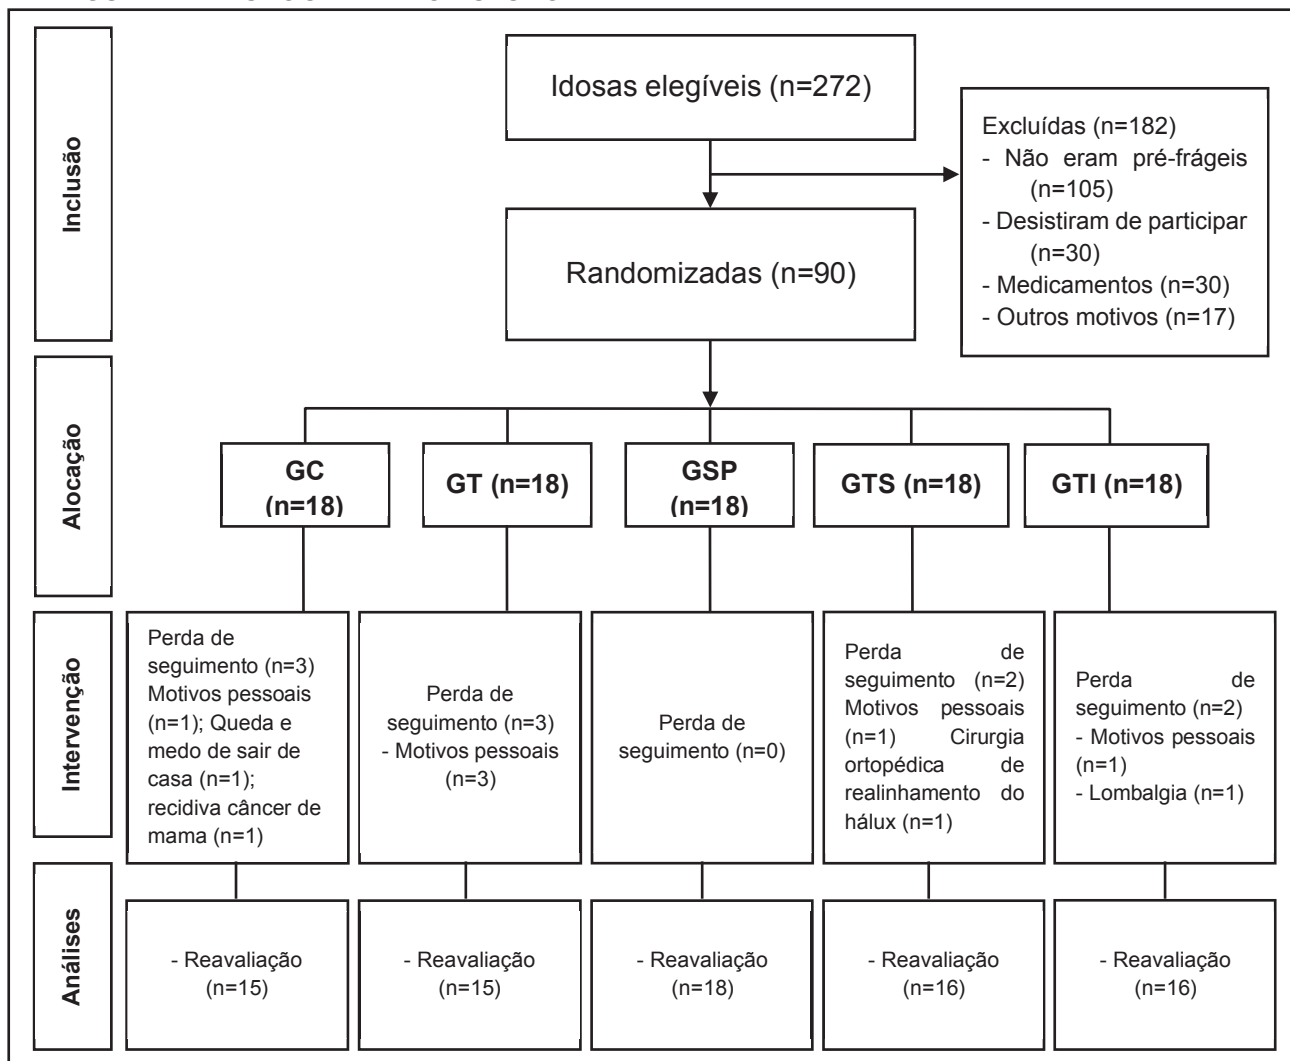 Inclusão
Idosas elegíveis (n=272)
Excluídas (n=182)
- Não eram pré-frágeis
(n=105)
- Desistiram de participar
(n=30)
- Medicamentos (n=30)
- Outros motivos (n=17)
Randomizadas (n=90)
Alocação
GC
(n=18)
GT (n=18)
GSP
(n=18)
GTS (n=18)
GTI (n=18)
Intervenção
Perda de
seguimento (n=3)
Motivos pessoais
(n=1); Queda e
medo de sair de
casa (n=1);
recidiva câncer de
mama (n=1)
Perda de
seguimento (n=3)
- Motivos pessoais
(n=3)
Perda de
seguimento (n=0)
Perda de
seguimento (n=2)
Motivos pessoais
(n=1) Cirurgia
ortopédica de
realinhamento do
hálux (n=1)
Perda de
seguimento (n=2)
- Motivos pessoais
(n=1)
- Lombalgia (n=1)
Análises
- Reavaliação
(n=15)
- Reavaliação
(n=15)
- Reavaliação
(n=18)
- Reavaliação
(n=16)
- Reavaliação
(n=16)